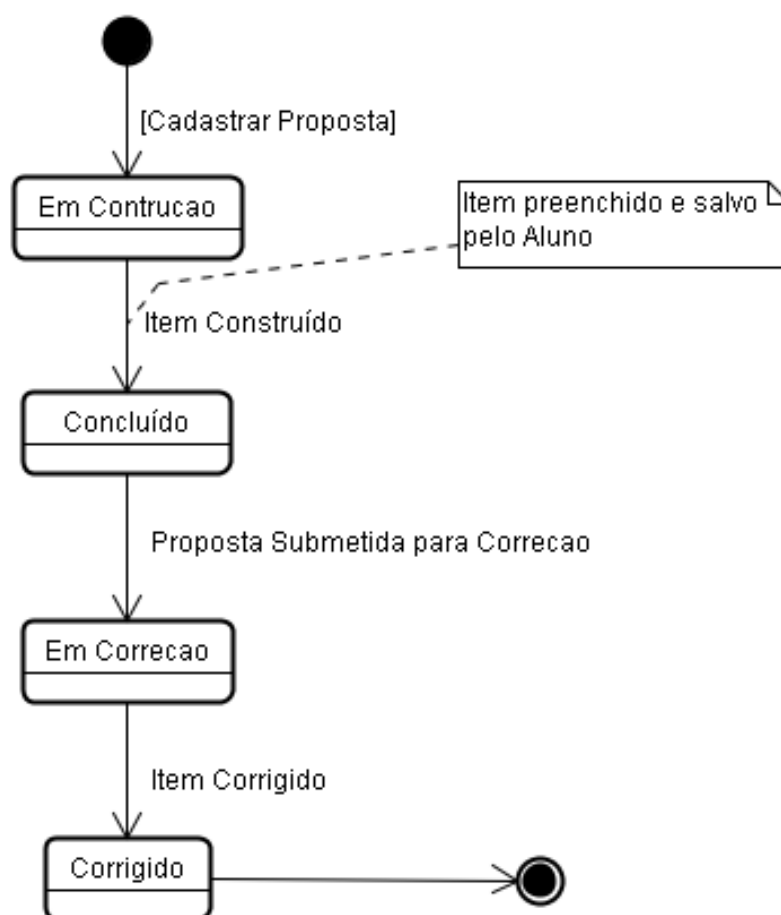 [Cadastrar Proposta]
Em Contrucao
Item preenchido e salvo
pelo Aluno
Item Construído
Concluído
Proposta Submetida para Correcao
Em Correcao
Item Corrigido
Corrigido